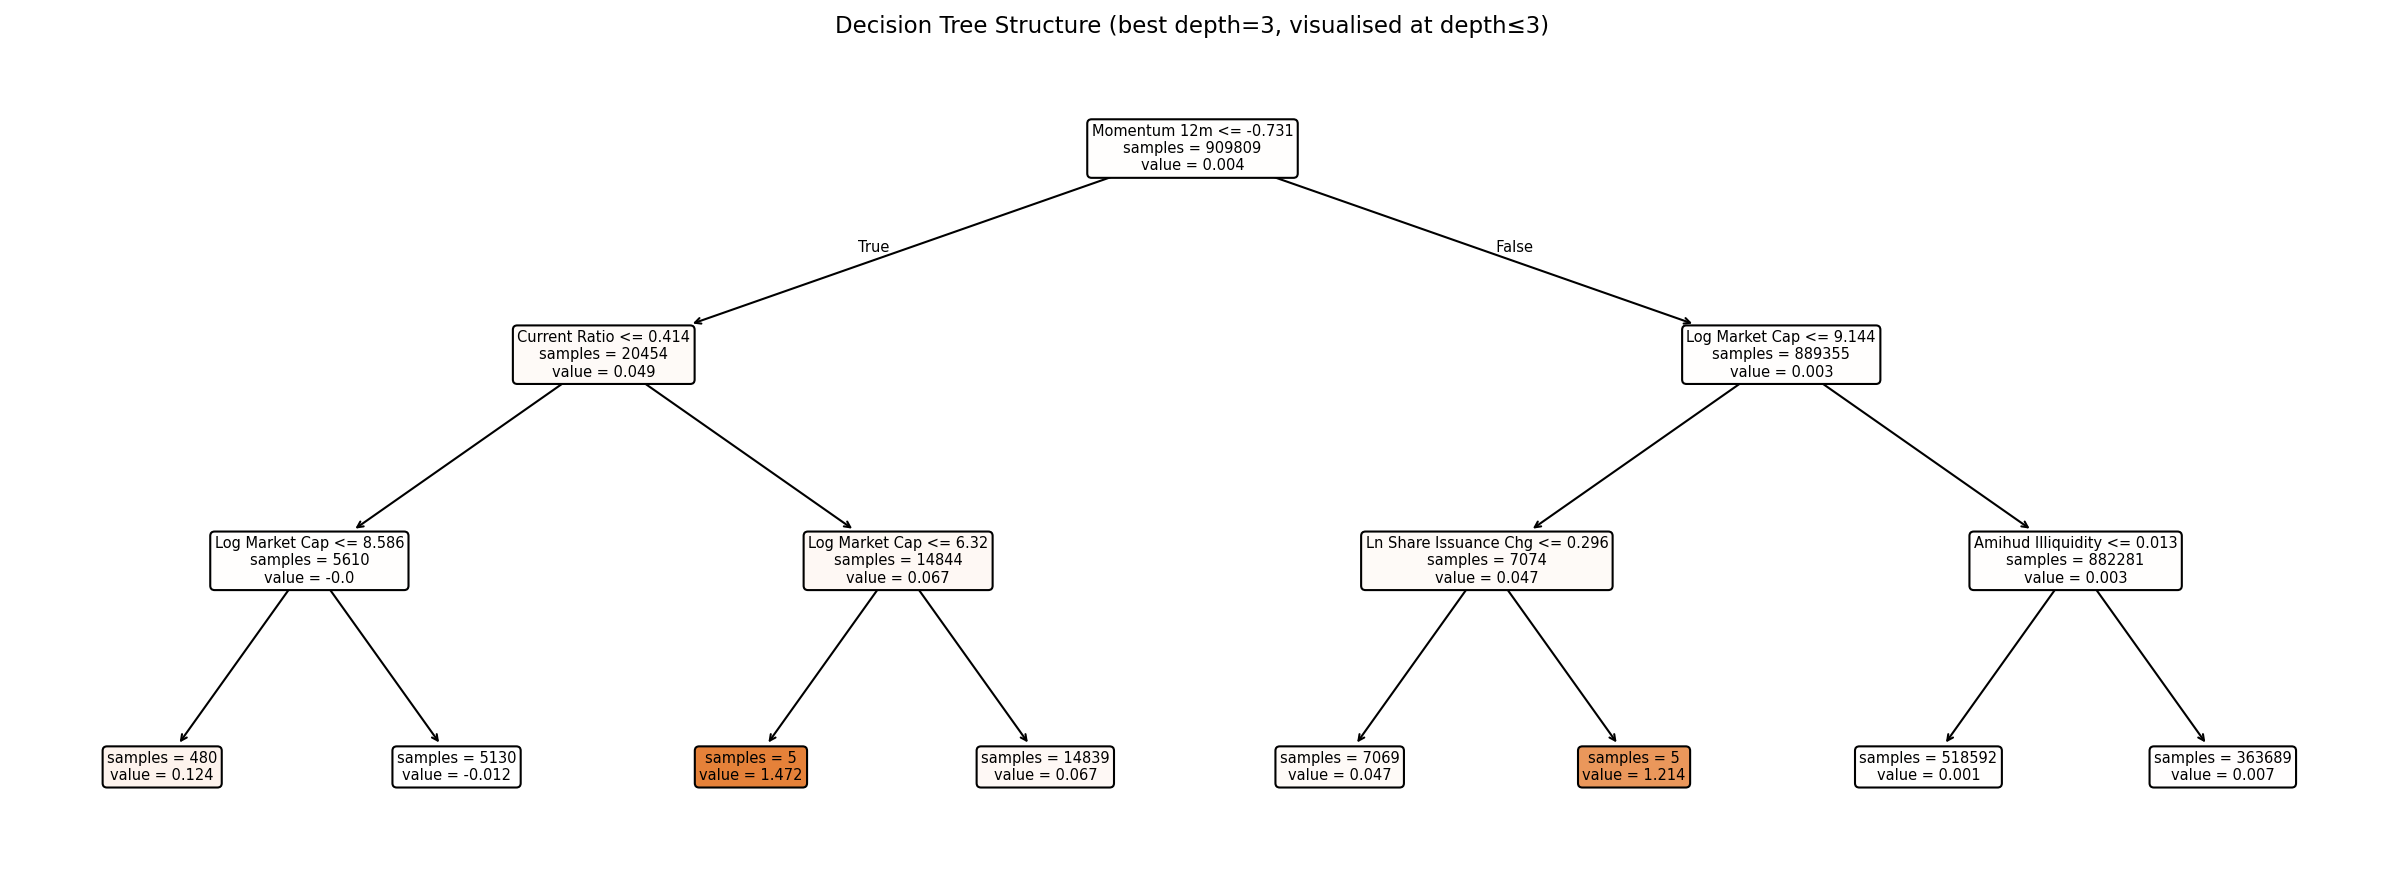 Decision Tree Structure (best depth=3, visualised at depth≤3)
Momentum 12m <= -0.731
samples = 909809
value = 0.004
True
False
Current Ratio <= 0.414
samples = 20454
value = 0.049
Log Market Cap <= 9.144
samples = 889355
value = 0.003
Log Market Cap <= 8.586
samples = 5610
value = -0.0
Log Market Cap <= 6.32
samples = 14844
value = 0.067
Ln Share Issuance Chg <= 0.296
samples = 7074
value = 0.047
Amihud Illiquidity <= 0.013
samples = 882281
value = 0.003
samples = 480
value = 0.124
samples = 5130
value = -0.012
samples = 5
value = 1.472
samples = 14839
value = 0.067
samples = 7069
value = 0.047
samples = 5
value = 1.214
samples = 518592
value = 0.001
samples = 363689
value = 0.007